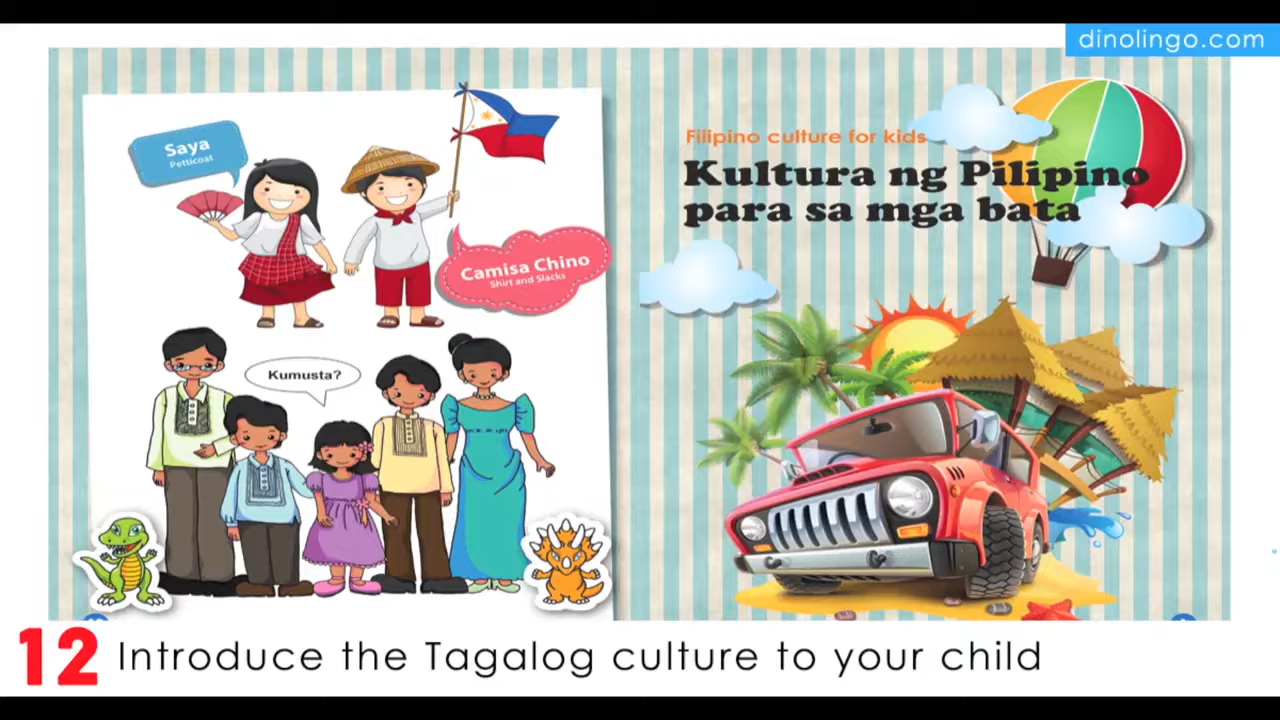 dinolingo.com
Saya
Petticoat
Camisa Chino
Shirt and Slacks
Kumusta?
Filipino culture for kids
Kultura ng Pilipino
para sa mga bata
12 Introduce the Tagalog culture to your child